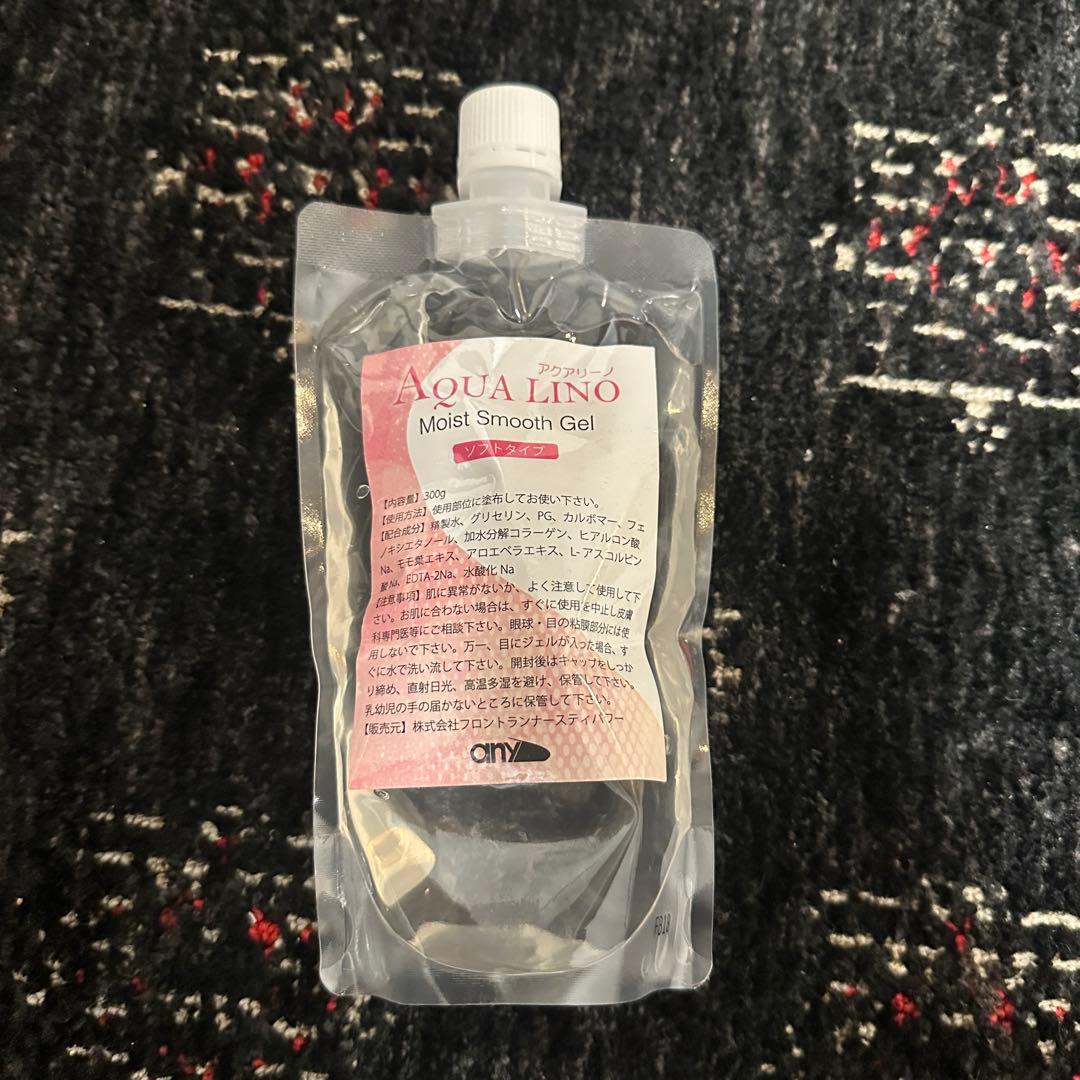 アクアリーノ
AQUA LINO
Moist Smooth Gel
ソフトタイプ
【内容量】300g
【使用方法】使用部位に塗布してお使い下さい。
【配合成分】精製水、グリセリン、PG、カルボマー、フェ
ノキシエタノール、加水分解コラーゲン、ヒアルロン酸
Na、モモ葉エキス、アロエベラエキス、L-アスコルビン
酸Na、EDTA-2Na、水酸化Na
【注意事項】肌に異常がないか、よく注意して使用して下
さい。お肌に合わない場合は、すぐに使用を中止し皮膚
科専門医等にご相談下さい。眼球・目の粘膜部分には使
用しないで下さい。万一、目にジェルが入った場合、す
ぐに水で洗い流して下さい。開封後はキャップをしっか
り締め、直射日光、高温多湿を避け、保管して下さい。
乳幼児の手の届かないところに保管して下さい。
【販売元】株式会社フロントランナースティパワー
any
FB18